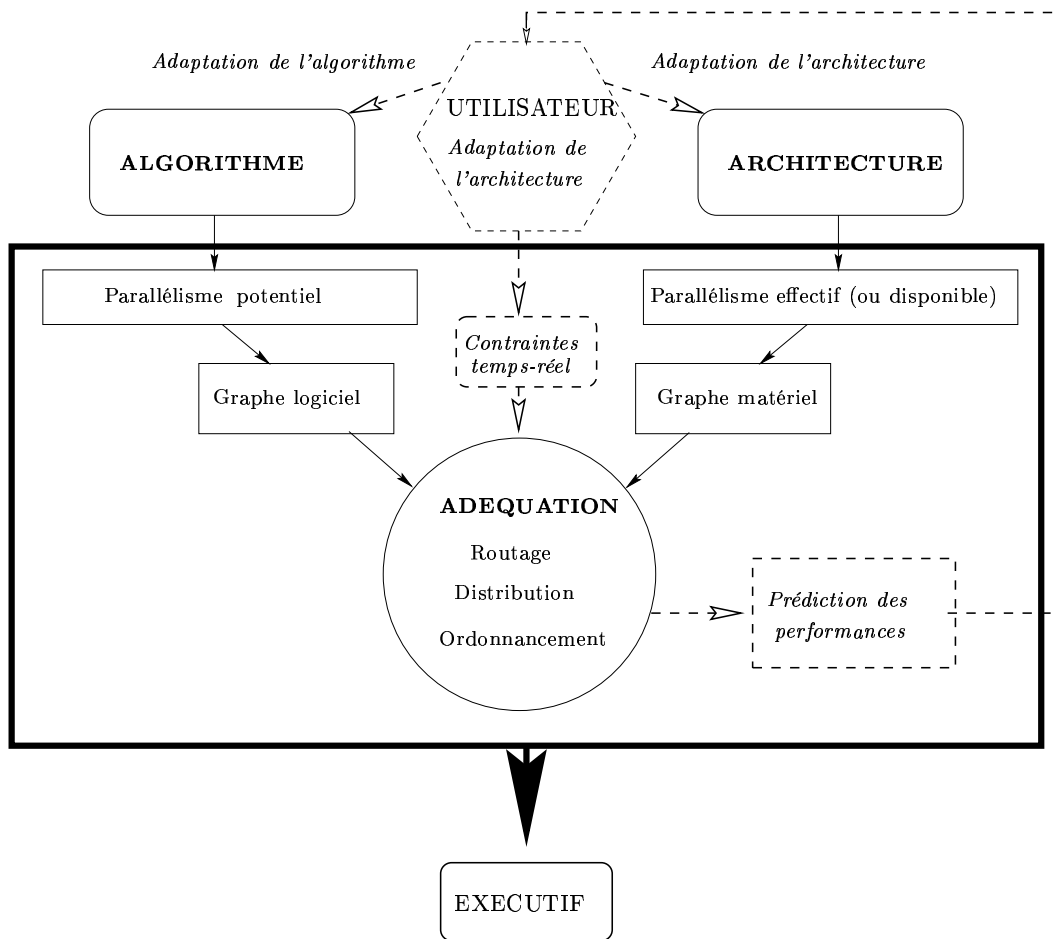 Adaptation de l'algorithme
Adaptation de l'architecture
UTILISATEUR
Adaptation de
l'architecture
ALGORITHME
ARCHITECTURE
Parallélisme potentiel
Parallélisme effectif (ou disponible)
Contraintes
temps-réel
Graphe logiciel
Graphe matériel
ADEQUATION
Routage
Distribution
Ordonnancement
Prédiction des
performances
EXECUTIF